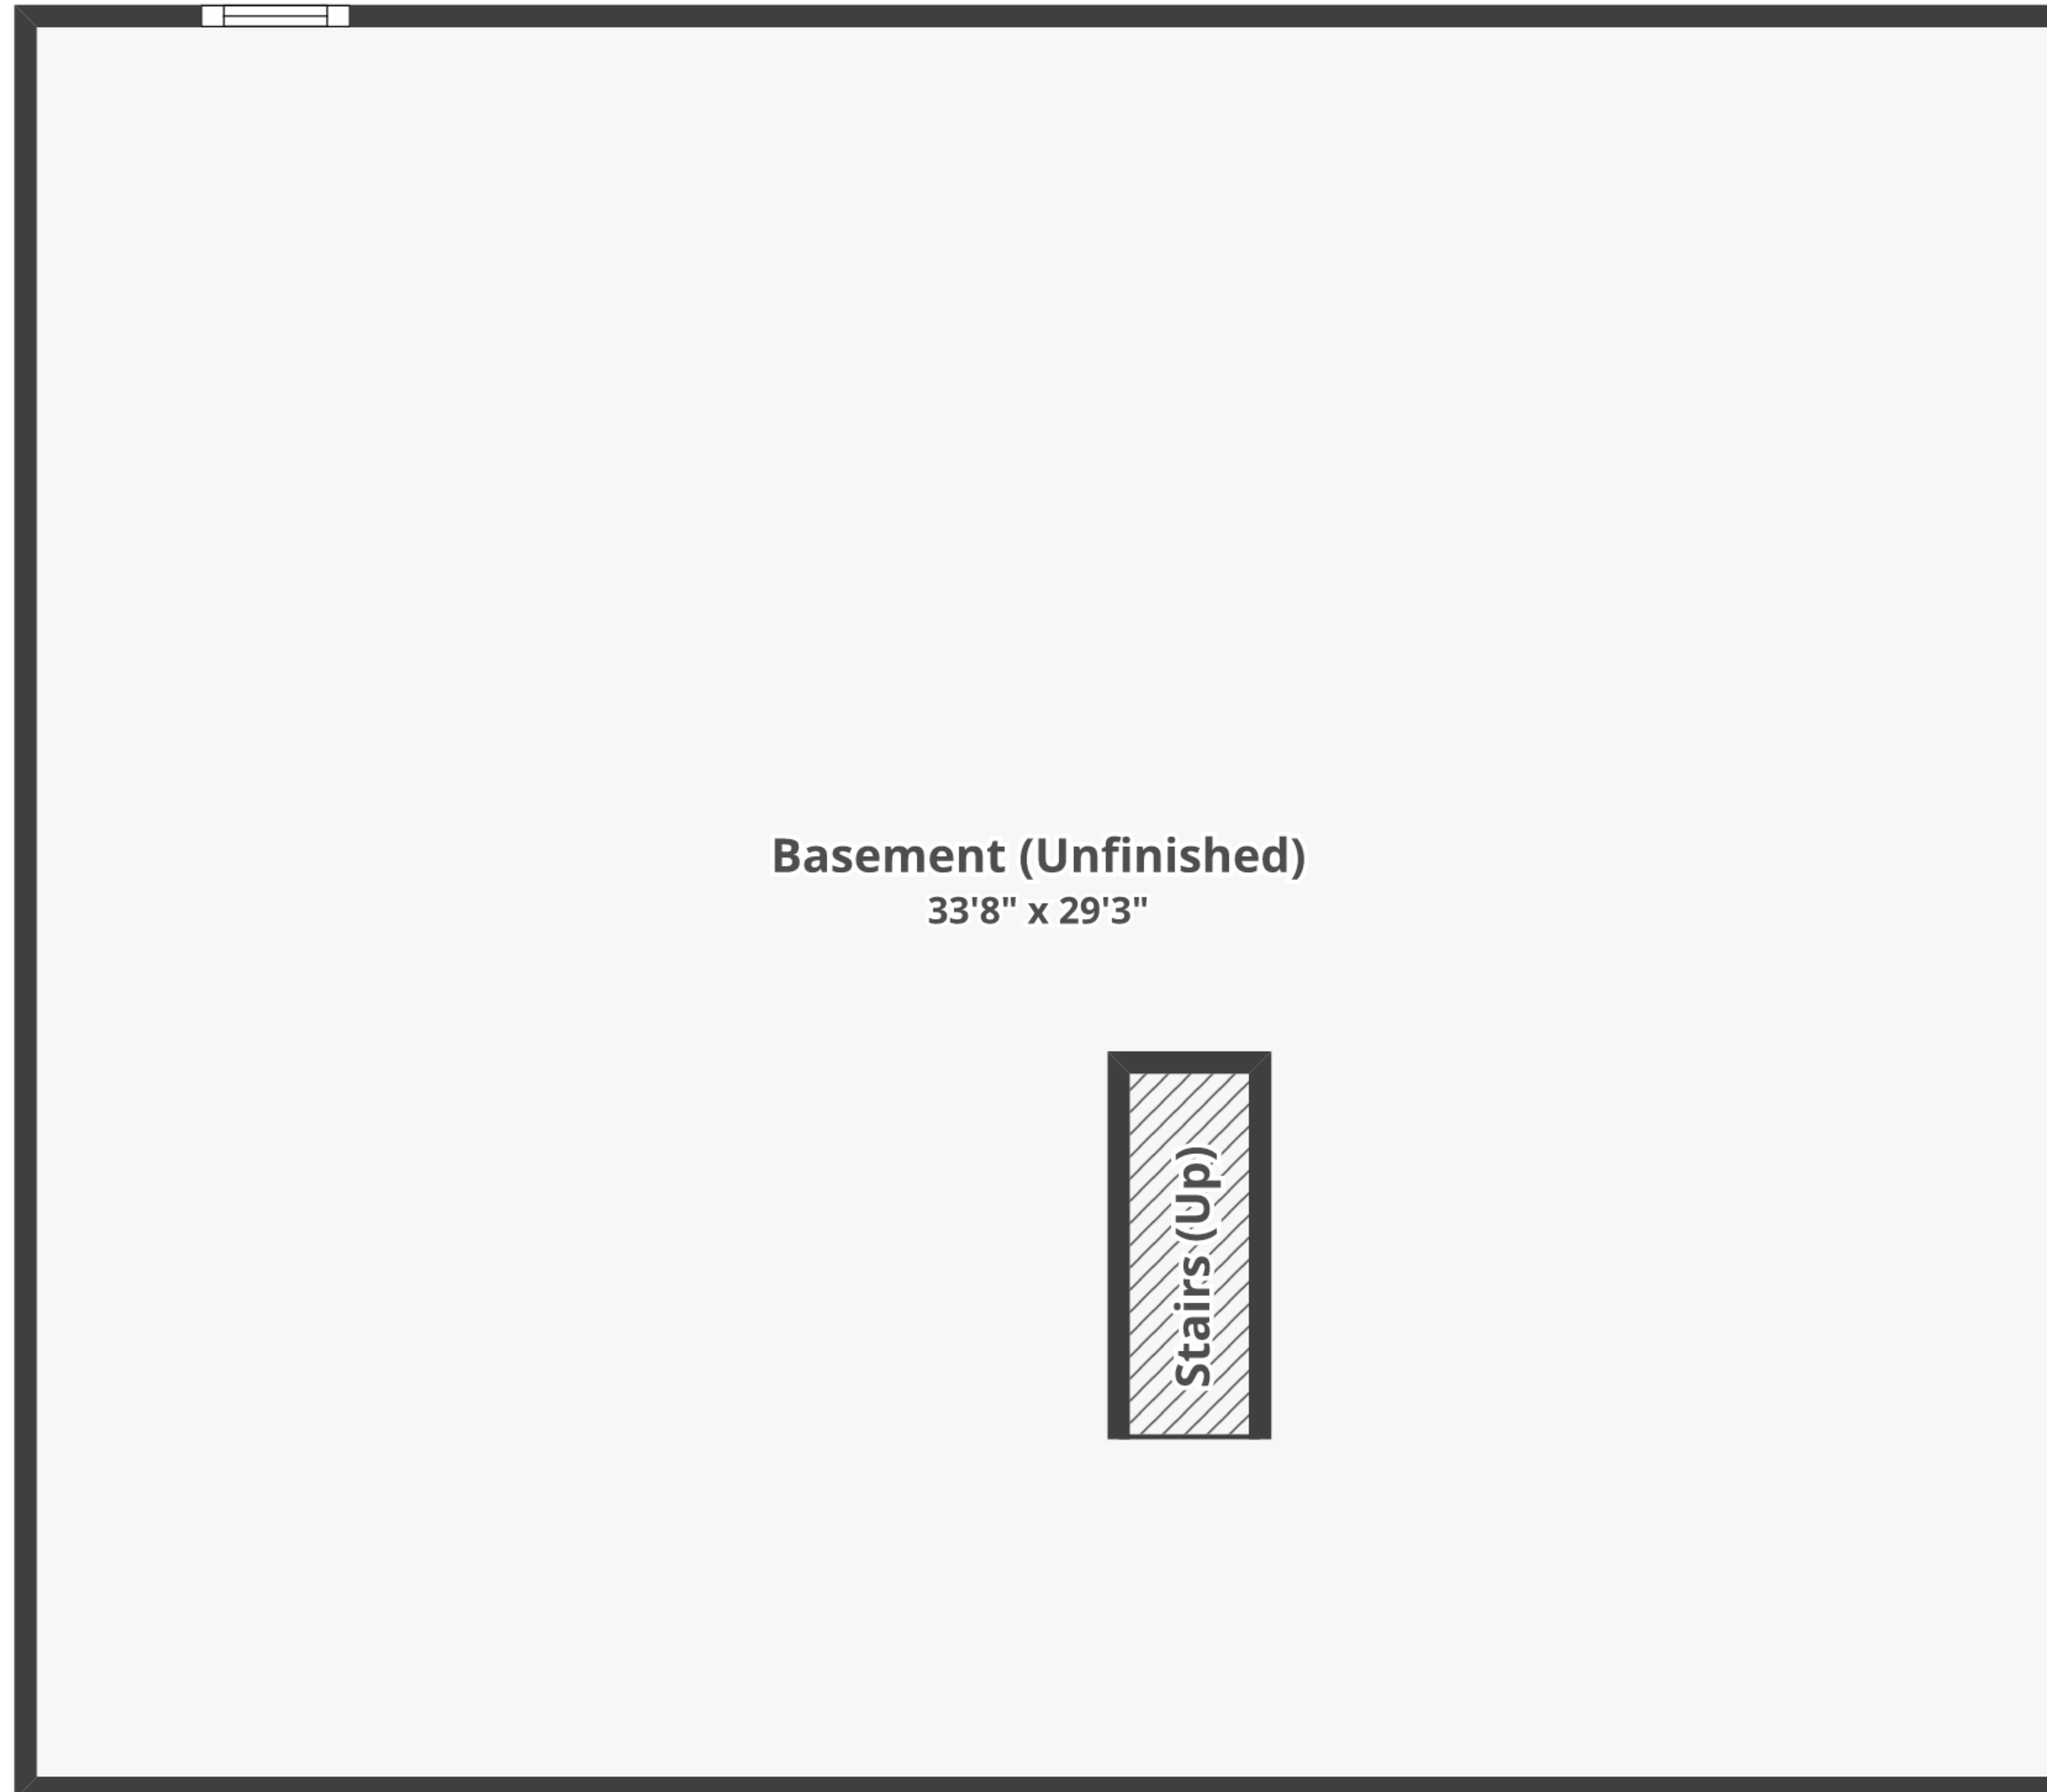 Basement (Unfinished)
33'8" x 29'3"
Stairs (Up)